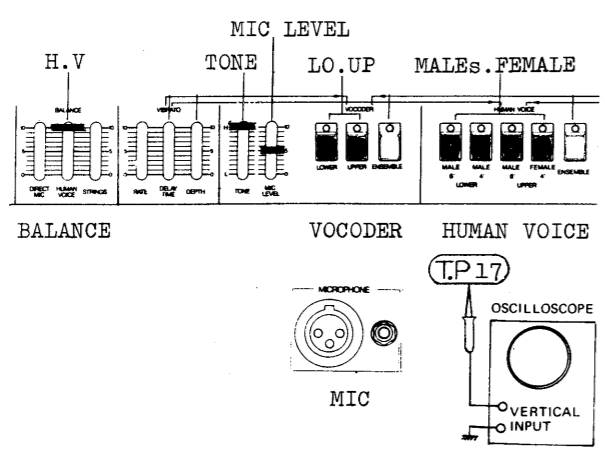 MIC LEVEL
H.V TONE LO.UP MALEs.FEMALE
BALANCE VIBRATO VOCODER HUMAN VOICE
H
L
DIRECT MIC HUMAN VOICE STRINGS RATE DELAY TIME DEPTH TONE MIC LEVEL LOWER UPPER ENSEMBLE MALE 8' MALE 4' MALE 8' FEMALE 4' ENSEMBLE
LOWER UPPER
BALANCE VOCODER HUMAN VOICE
T.P 17
MICROPHONE
OSCILLOSCOPE
MIC
VERTICAL
INPUT